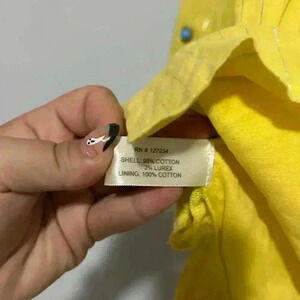 RN # 127234
SHELL: 98% COTTON
2% LUREX
LINING: 100% COTTON